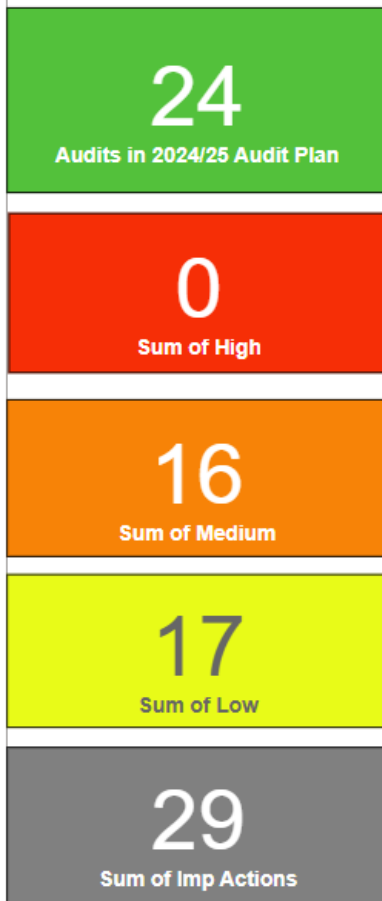 24
Audits in 2024/25 Audit Plan
0
Sum of High
16
Sum of Medium
17
Sum of Low
29
Sum of Imp Actions